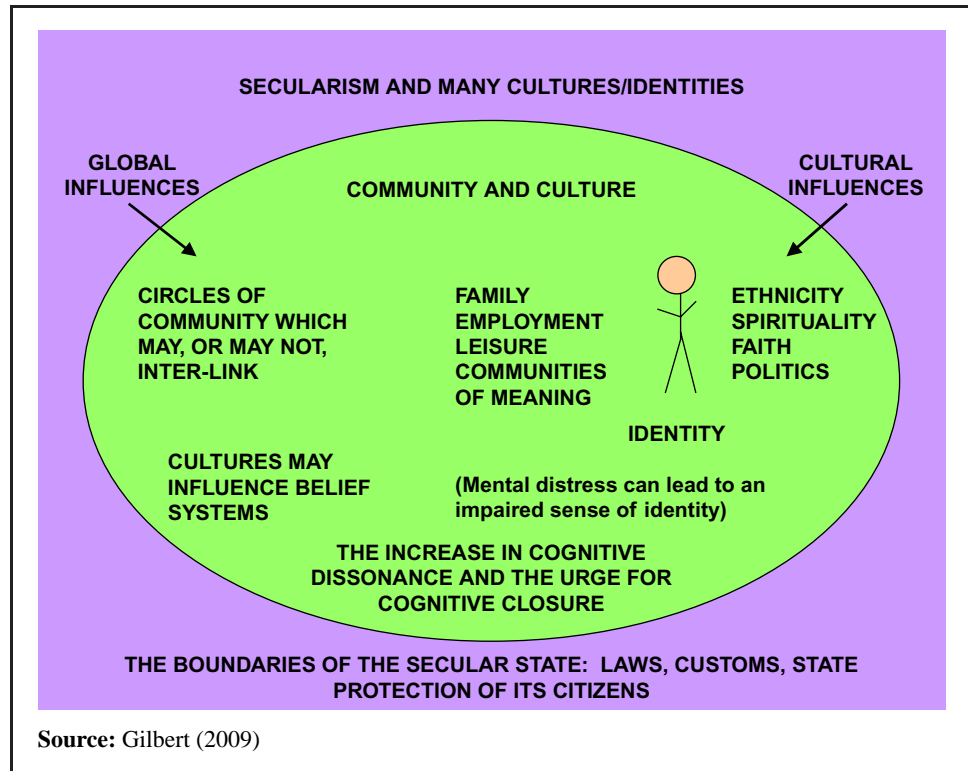 SECULARISM AND MANY CULTURES/IDENTITIES
GLOBAL
INFLUENCES
CULTURAL
INFLUENCES
COMMUNITY AND CULTURE
CIRCLES OF
COMMUNITY WHICH
MAY, OR MAY NOT,
INTER-LINK
FAMILY
EMPLOYMENT
LEISURE
COMMUNITIES
OF MEANING
ETHNICITY
SPIRITUALITY
FAITH
POLITICS
IDENTITY
CULTURES MAY
INFLUENCE BELIEF
SYSTEMS
(Mental distress can lead to an
impaired sense of identity)
THE INCREASE IN COGNITIVE
DISSONANCE AND THE URGE FOR
COGNITIVE CLOSURE
THE BOUNDARIES OF THE SECULAR STATE: LAWS, CUSTOMS, STATE
PROTECTION OF ITS CITIZENS
Source: Gilbert (2009)